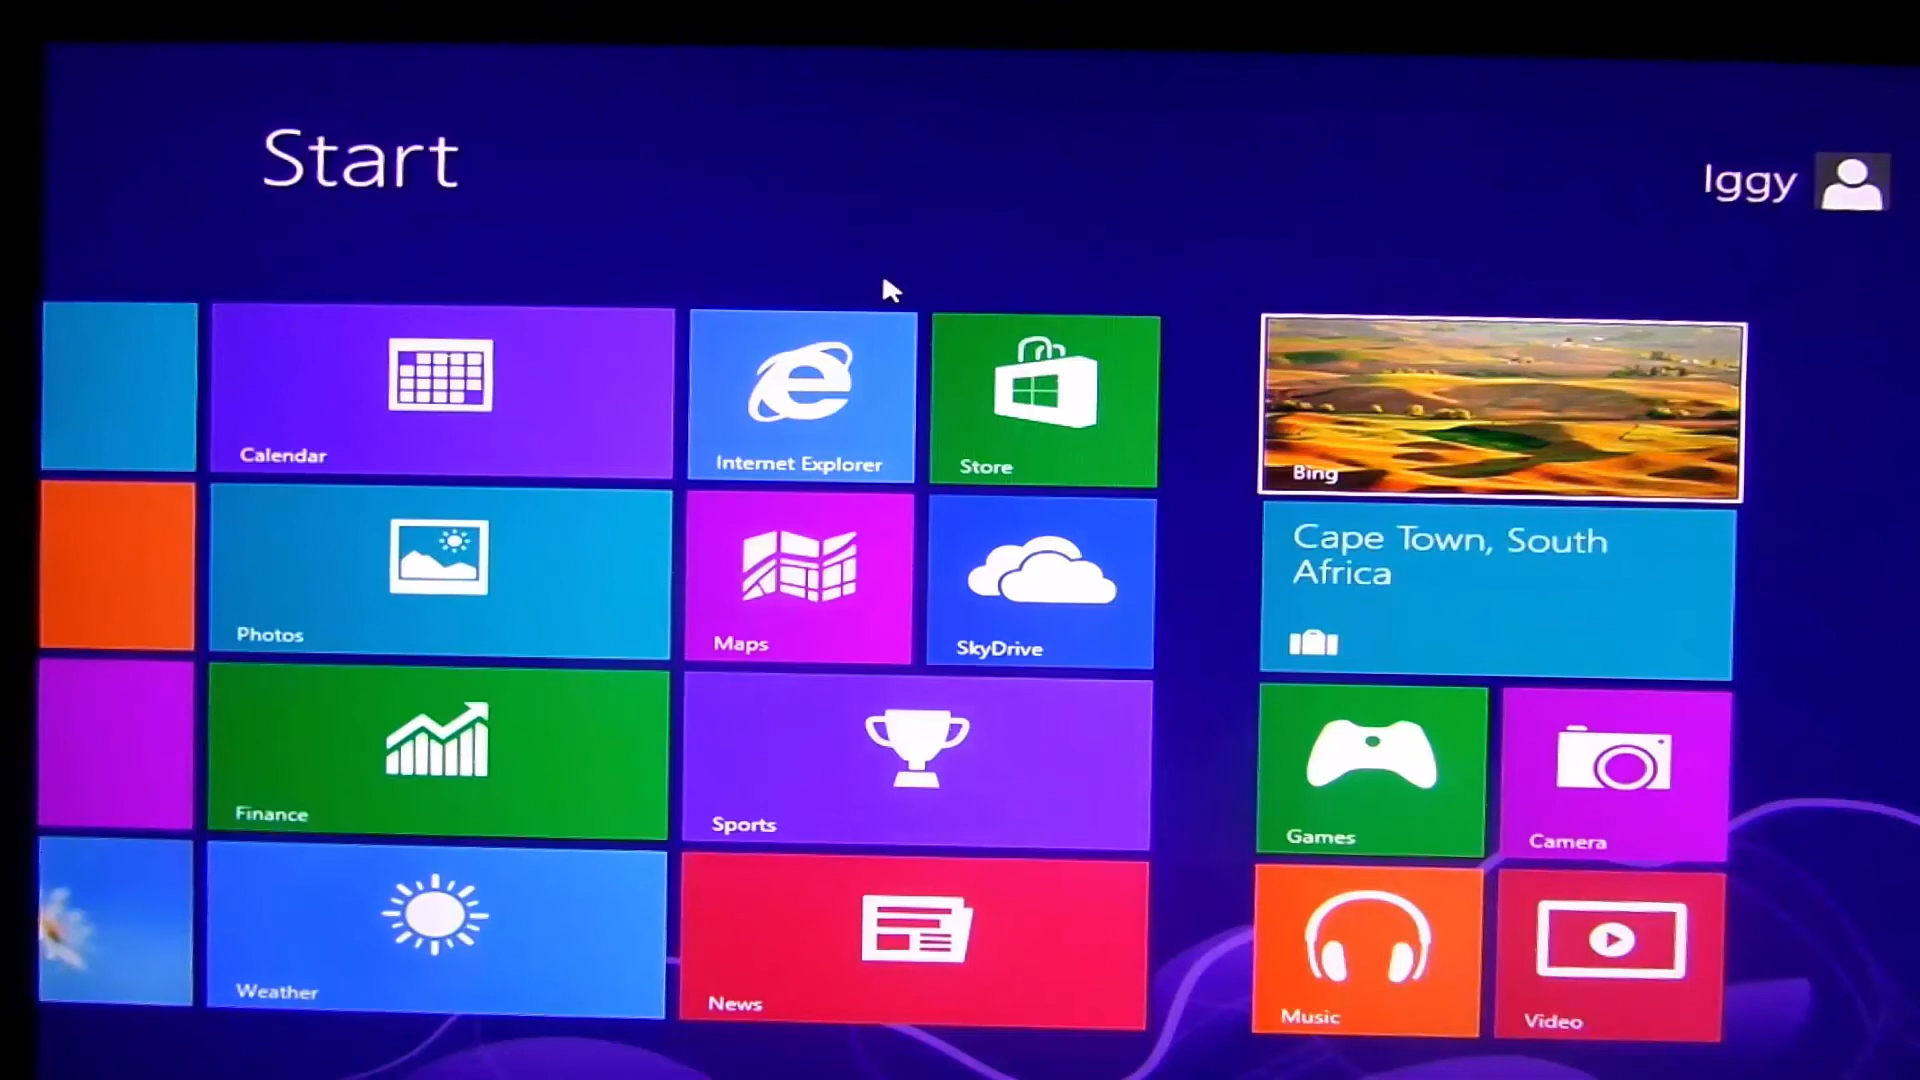 Start
Iggy
Calendar
Internet Explorer
Store
Bing
Photos
Maps
SkyDrive
Cape Town, South
Africa
Finance
Sports
Games
Camera
Weather
News
Music
Video